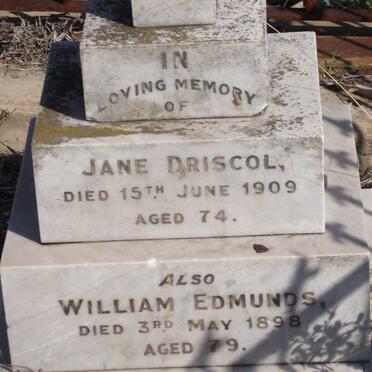 IN
LOVING MEMORY
OF
JANE DRISCOL,
DIED 15TH JUNE 1909
AGED 74.
ALSO
WILLIAM EDMUNDS,
DIED 3RD MAY 1898
AGED 79.